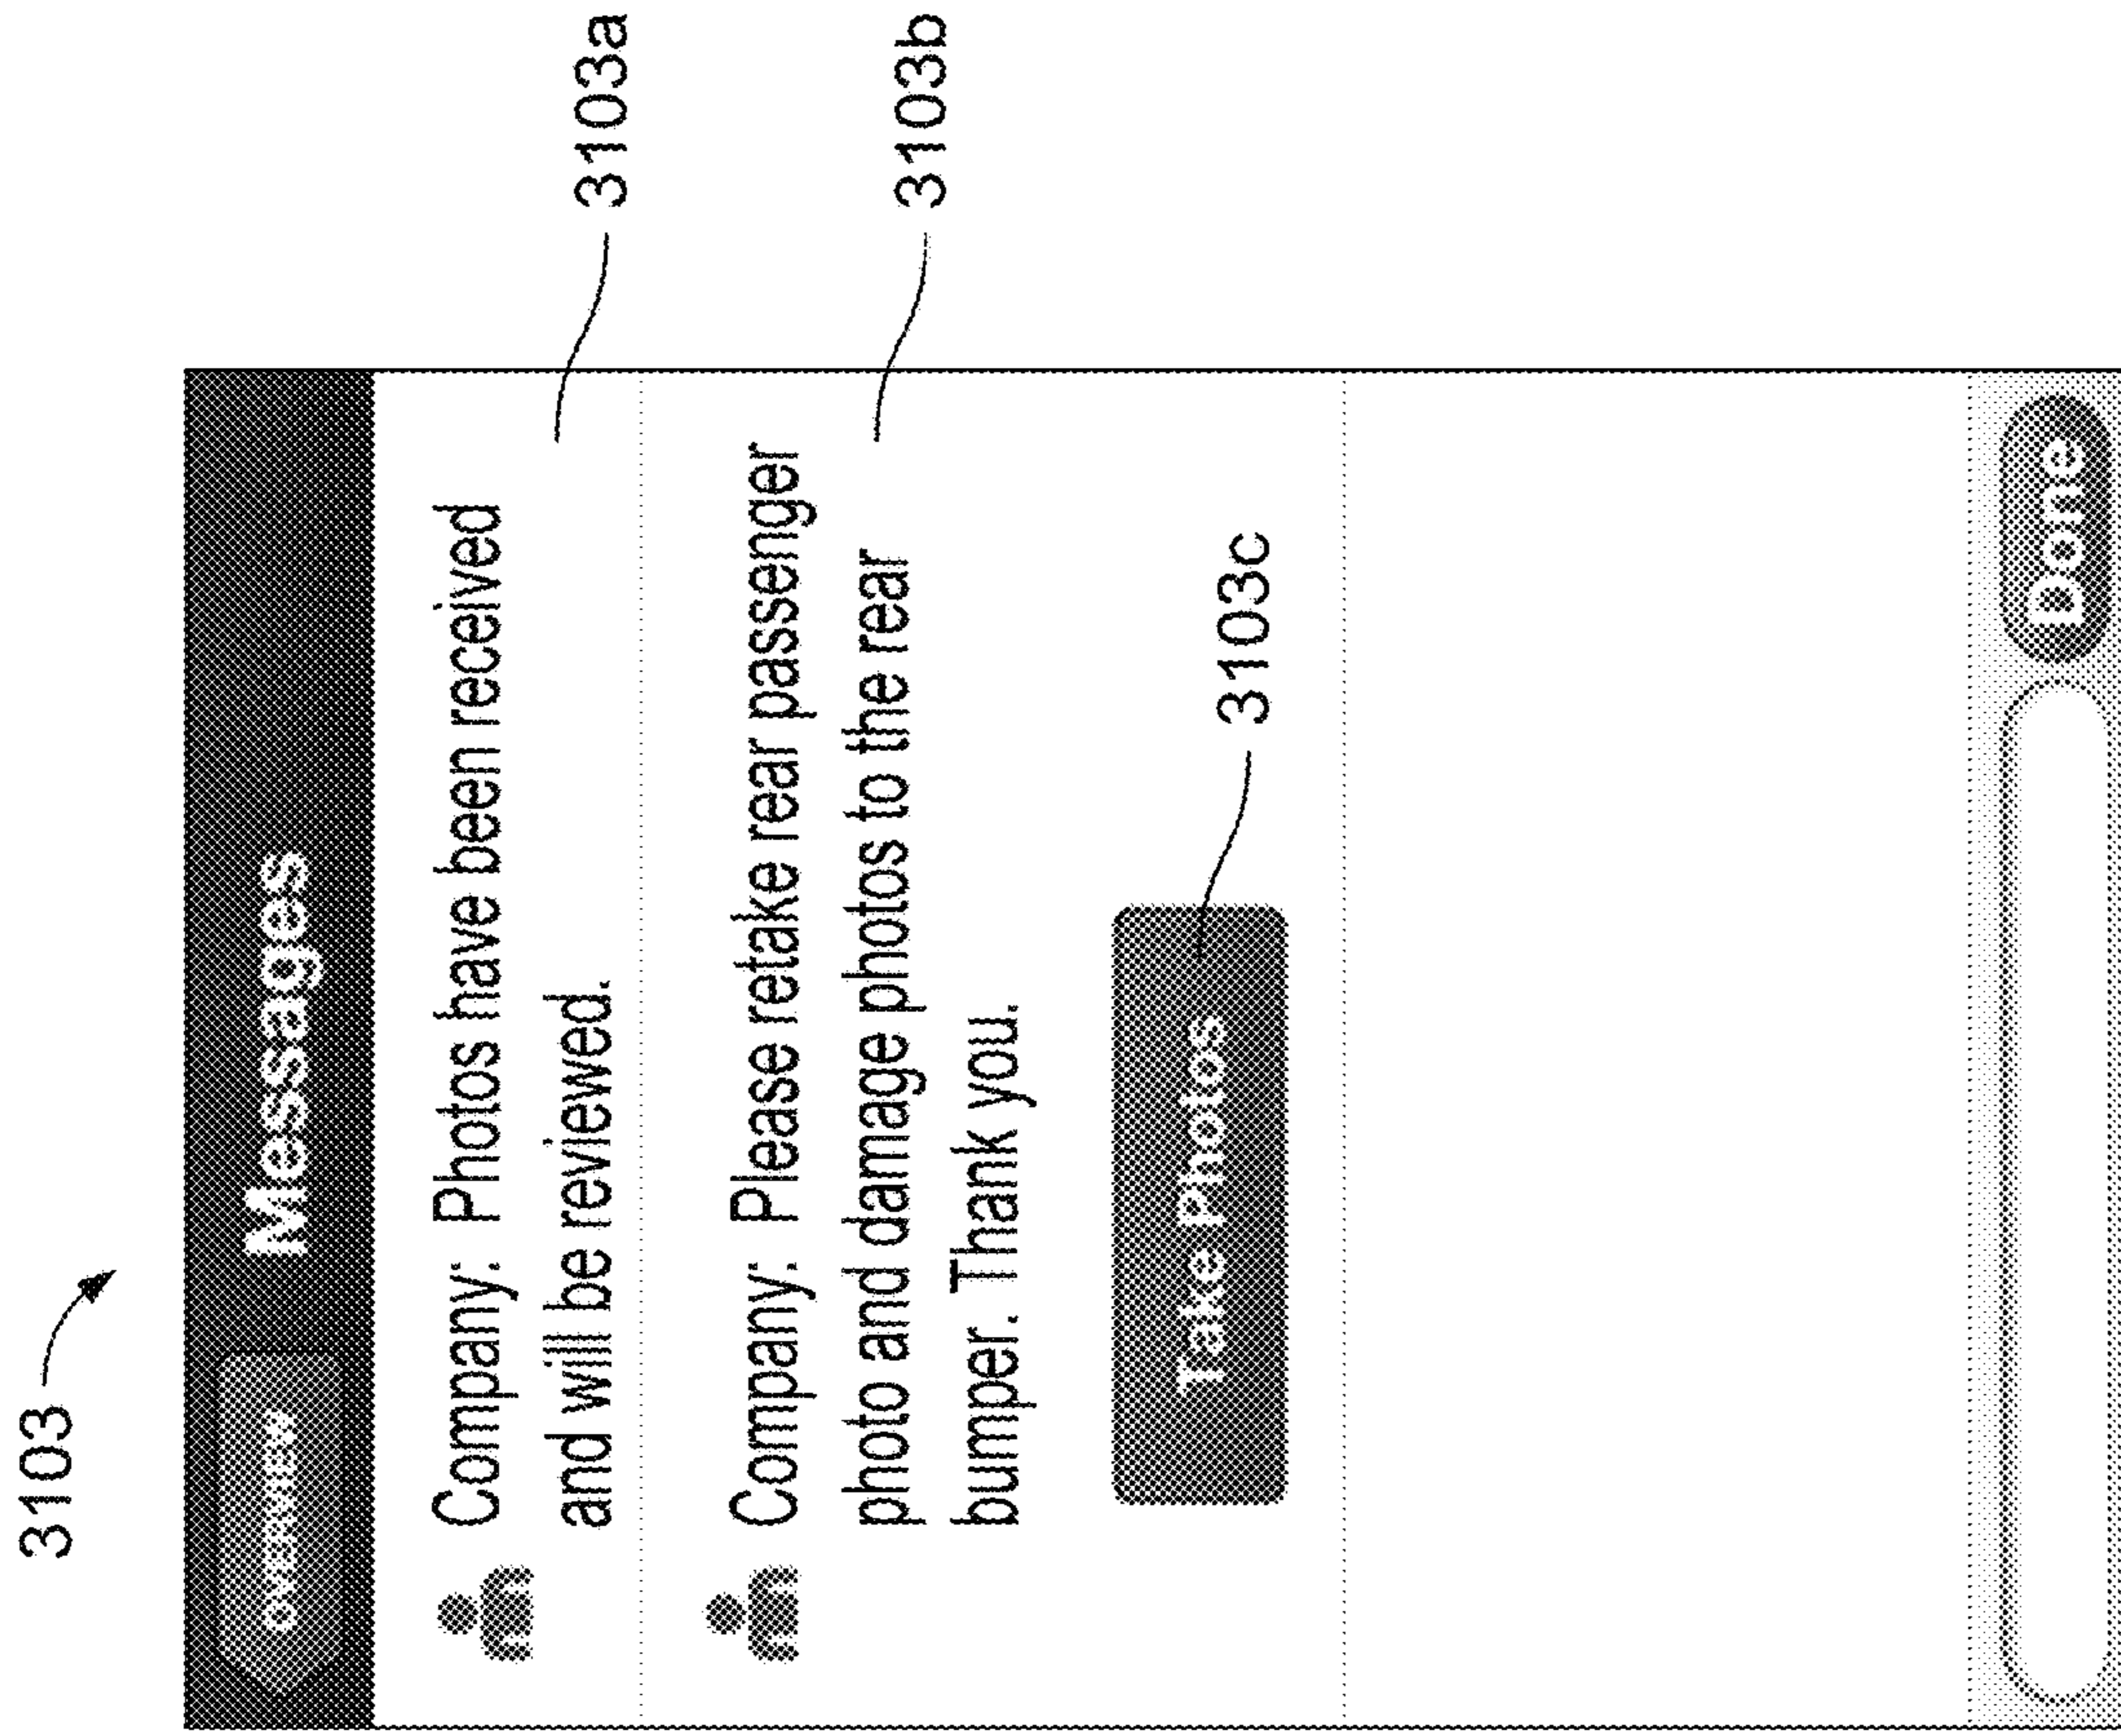 3103
OVERVIEW
Messages
Company: Photos have been received
and will be reviewed.
3103a
Company: Please retake rear passenger
photo and damage photos to the rear
bumper. Thank you.
3103b
Take Photos
3103c
Done